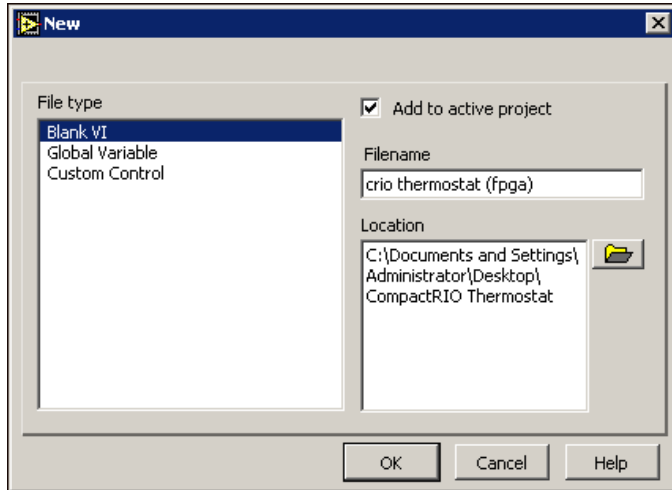 New
File type
Blank VI
Global Variable
Custom Control
Add to active project
Filename
crio thermostat (fpga)
Location
C:\Documents and Settings\
Administrator\Desktop\
CompactRIO Thermostat
OK
Cancel
Help